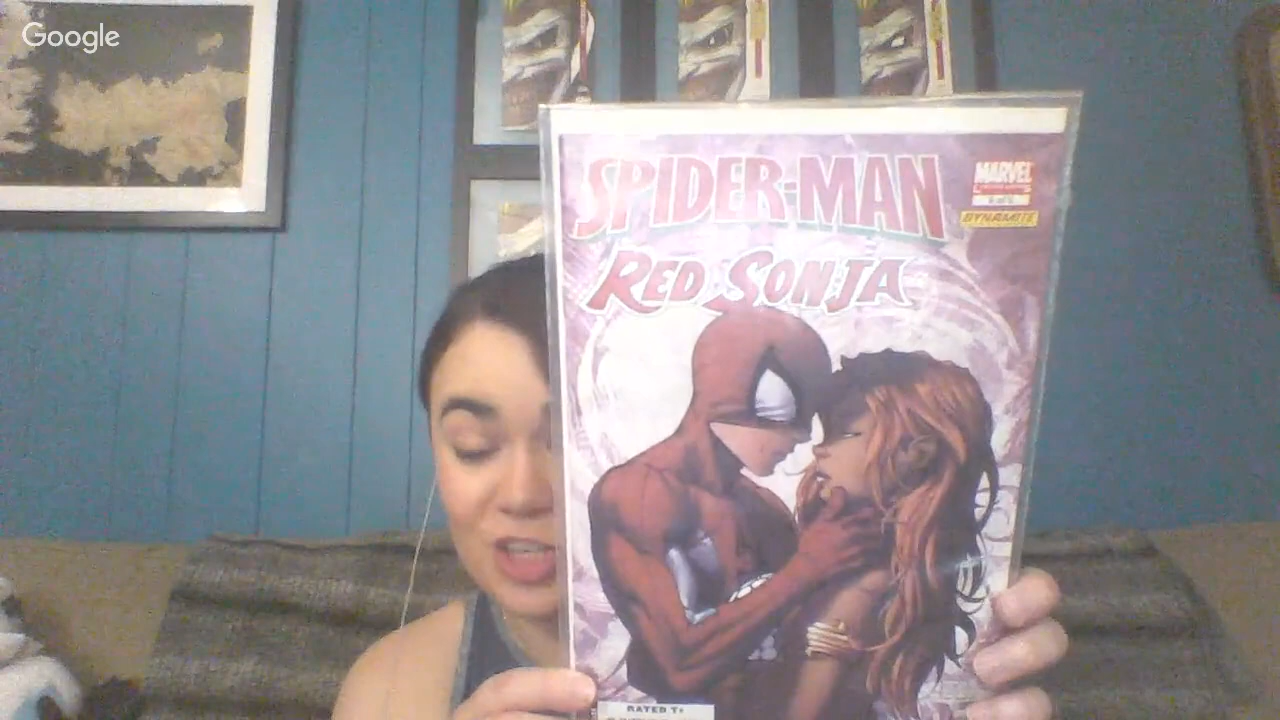 Google
SPIDER-MAN
MARVEL
DYNAMITE
RED SONJA
RATED T+